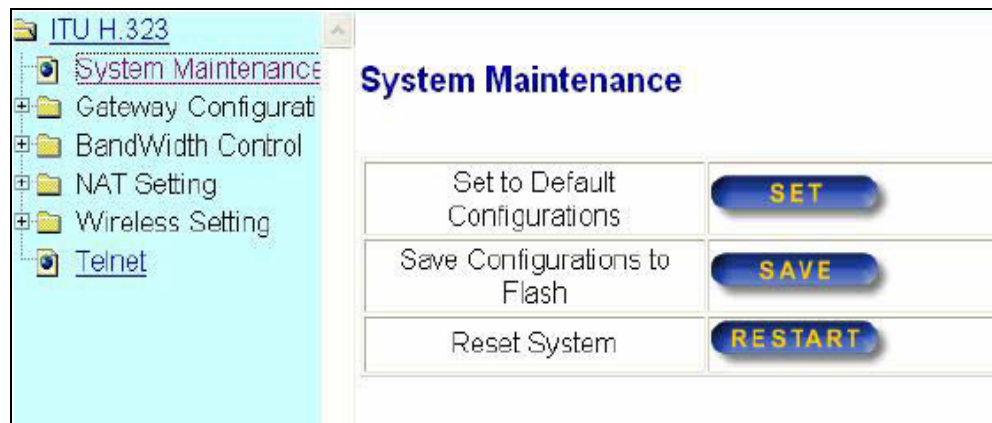 ITU H.323
System Maintenance
Gateway Configurati
BandWidth Control
NAT Setting
Wireless Setting
Telnet
System Maintenance
Set to Default
Configurations
SET
Save Configurations to
Flash
SAVE
Reset System
RESTART